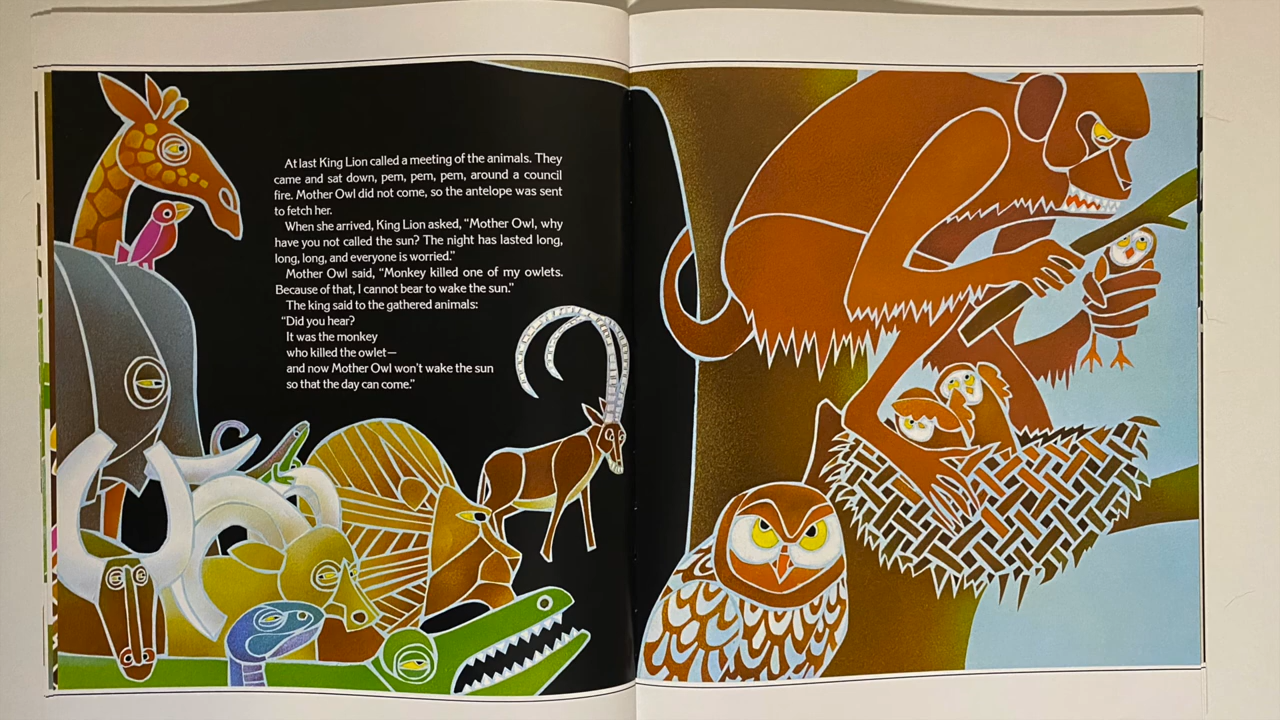 At last King Lion called a meeting of the animals. They
came and sat down, pem, pem, pem, around a council
fire. Mother Owl did not come, so the antelope was sent
to fetch her.
When she arrived, King Lion asked, “Mother Owl, why
have you not called the sun? The night has lasted long,
long, long, and everyone is worried.”
Mother Owl said, “Monkey killed one of my owlets.
Because of that, I cannot bear to wake the sun.”
The king said to the gathered animals:
“Did you hear?
It was the monkey
who killed the owlet—
and now Mother Owl won’t wake the sun
so that the day can come.”